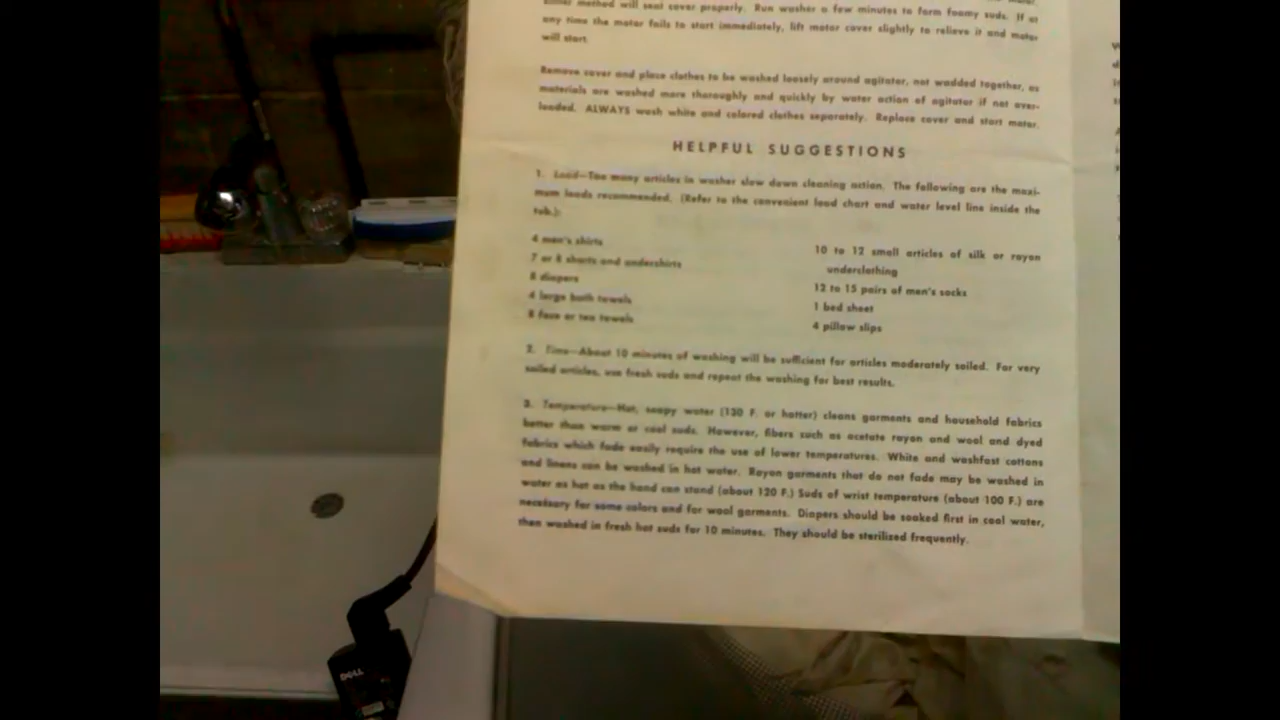 method will seal cover properly. Run washer a few minutes to form foamy suds. If at
any time the motor fails to start immediately, lift motor cover slightly to relieve it and motor
will start.
Remove cover and place clothes to be washed loosely around agitator, not wadded together, as
materials are washed more thoroughly and quickly by water action of agitator if not over-
loaded. ALWAYS wash white and colored clothes separately. Replace cover and start motor.
HELPFUL SUGGESTIONS
1. Load—Too many articles in washer slow down cleaning action. The following are the maxi-
mum loads recommended. (Refer to the convenient load chart and water level line inside the
tub.):
4 men's shirts
7 or 8 shorts and undershirts
8 diapers
4 large bath towels
8 face or tea towels
10 to 12 small articles of silk or rayon
underclothing
12 to 15 pairs of men's socks
1 bed sheet
4 pillow slips
2. Time—About 10 minutes of washing will be sufficient for articles moderately soiled. For very
soiled articles, use fresh suds and repeat the washing for best results.
3. Temperature—Hot, soapy water (130 F. or hotter) cleans garments and household fabrics
better than warm or cool suds. However, fibers such as acetate rayon and wool and dyed
fabrics which fade easily require the use of lower temperatures. White and washfast cottons
and linens can be washed in hot water. Rayon garments that do not fade may be washed in
water as hot as the hand can stand (about 120 F.) Suds of wrist temperature (about 100 F.) are
necessary for some colors and for wool garments. Diapers should be soaked first in cool water,
then washed in fresh hot suds for 10 minutes. They should be sterilized frequently.
DELL